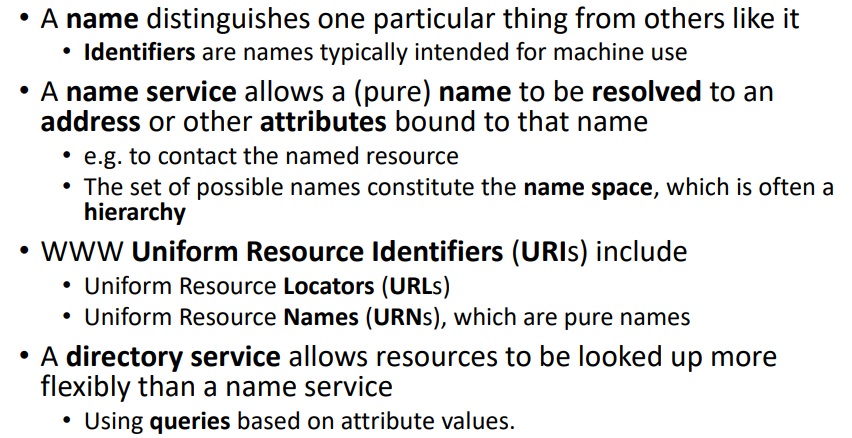 • A name distinguishes one particular thing from others like it
• Identifiers are names typically intended for machine use
• A name service allows a (pure) name to be resolved to an
address or other attributes bound to that name
• e.g. to contact the named resource
• The set of possible names constitute the name space, which is often a
hierarchy
• WWW Uniform Resource Identifiers (URIs) include
• Uniform Resource Locators (URLs)
• Uniform Resource Names (URNs), which are pure names
• A directory service allows resources to be looked up more
flexibly than a name service
• Using queries based on attribute values.